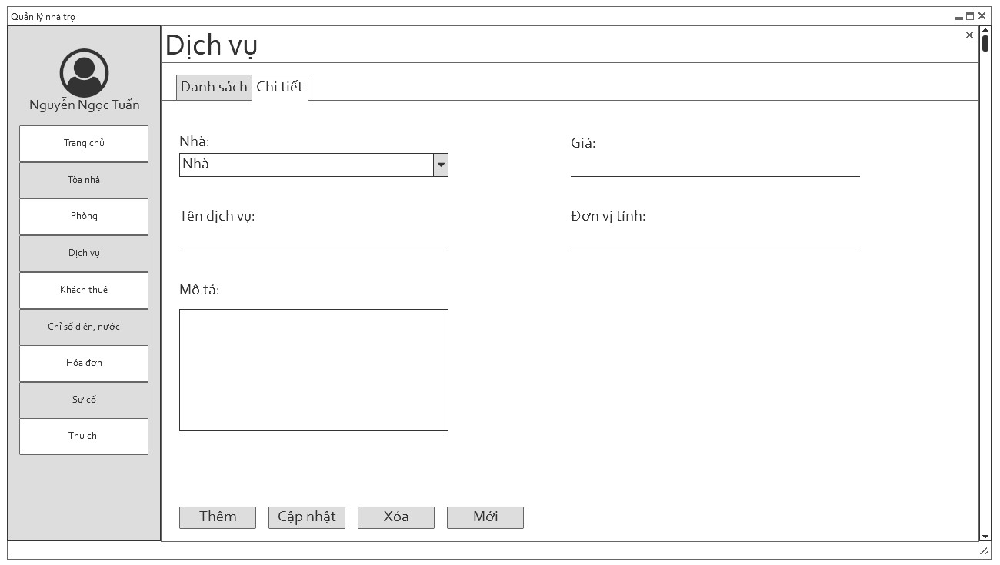 Quản lý nhà trọ
Nguyễn Ngọc Tuấn
Trang chủ
Tòa nhà
Phòng
Dịch vụ
Khách thuê
Chỉ số điện, nước
Hóa đơn
Sự cố
Thu chi
Dịch vụ
Danh sách
Chi tiết
Nhà:
Nhà
Giá:
Tên dịch vụ:
Đơn vị tính:
Mô tả:
Thêm
Cập nhật
Xóa
Mới